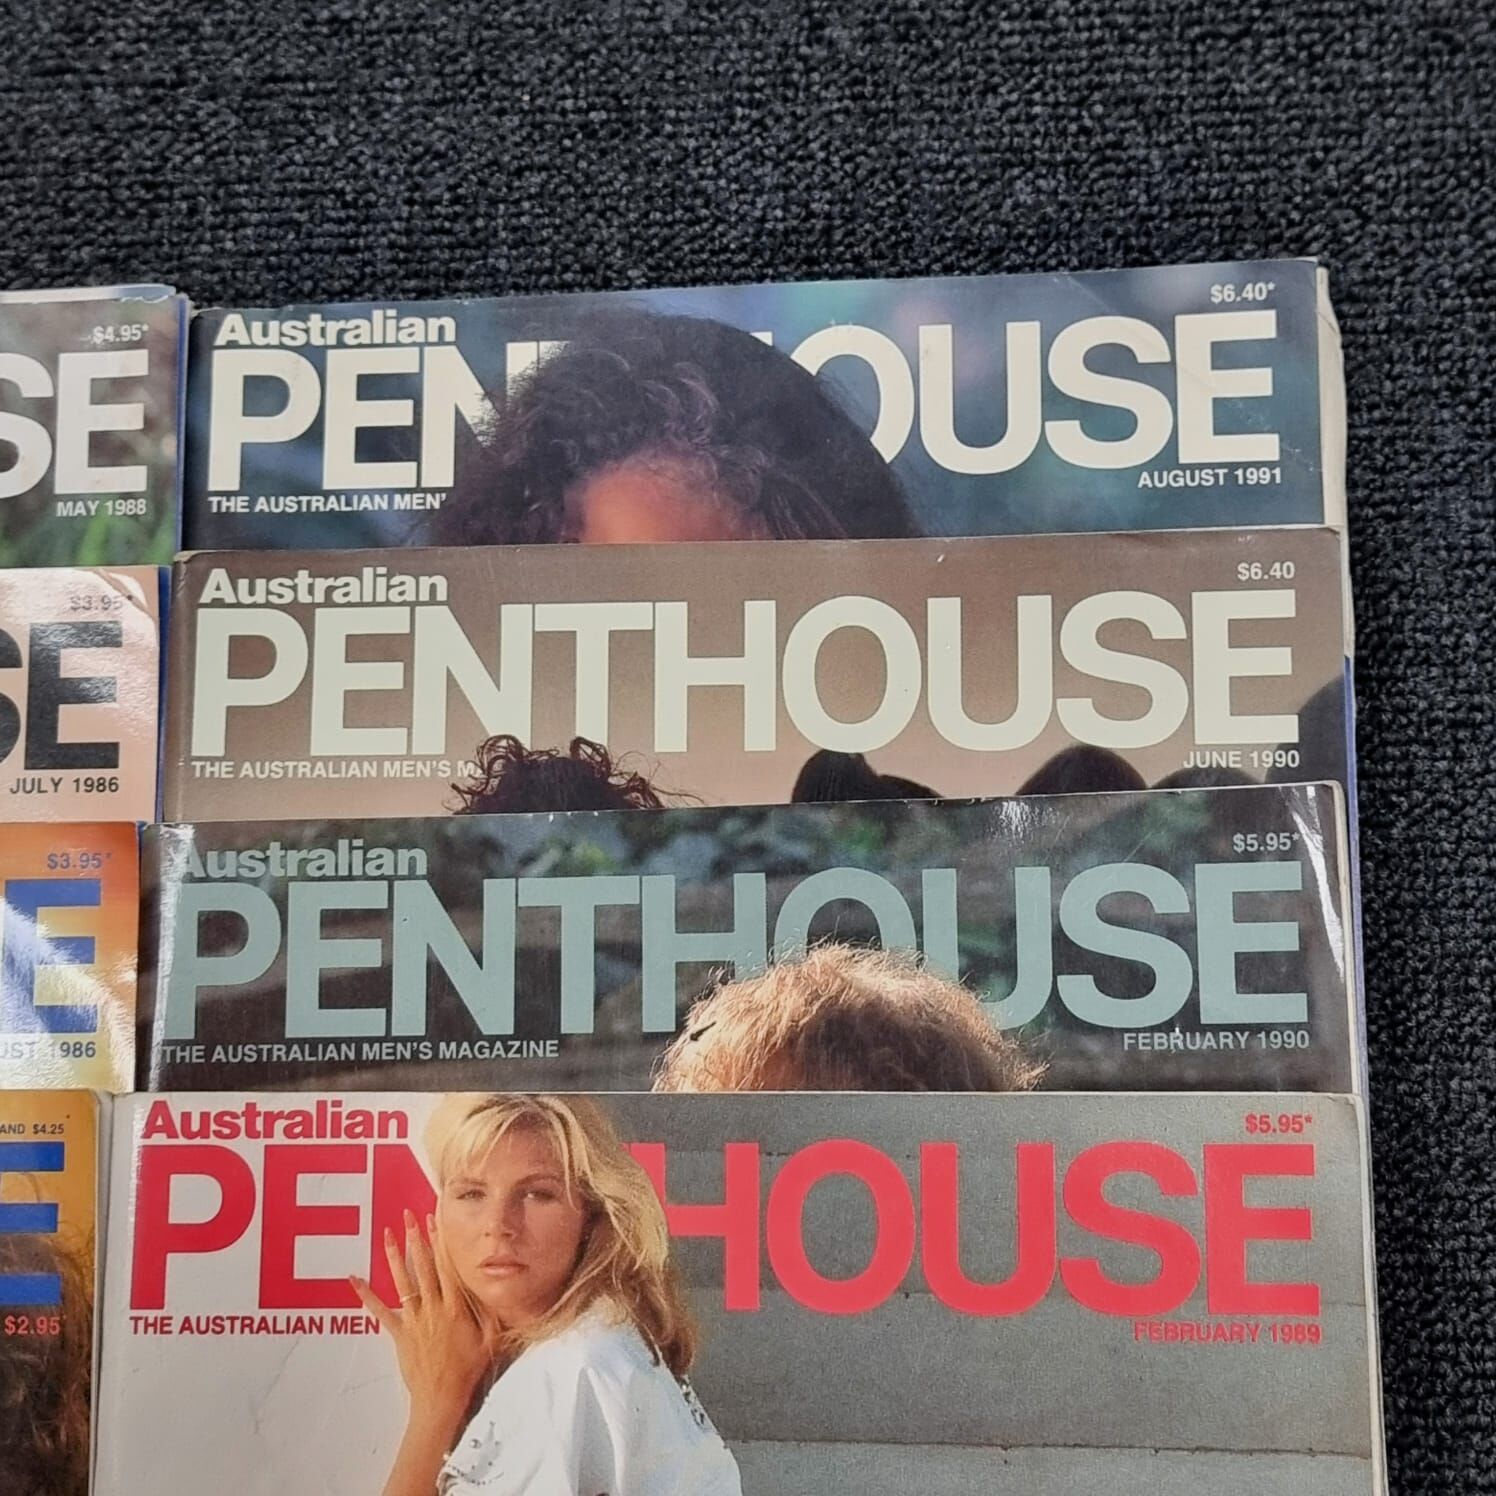 $4.95*
SE
MAY 1988
$3.95*
SE
JULY 1986
$3.95*
E
UST 1986
AND $4.25
E
$2.95
Australian
$6.40*
PEN HOUSE
THE AUSTRALIAN MEN'
AUGUST 1991
Australian
$6.40
PENTHOUSE
THE AUSTRALIAN MEN'S M
JUNE 1990
Australian
$5.95*
PENTHOUSE
THE AUSTRALIAN MEN'S MAGAZINE
FEBRUARY 1990
Australian
$5.95*
PEN HOUSE
THE AUSTRALIAN MEN
FEBRUARY 1989